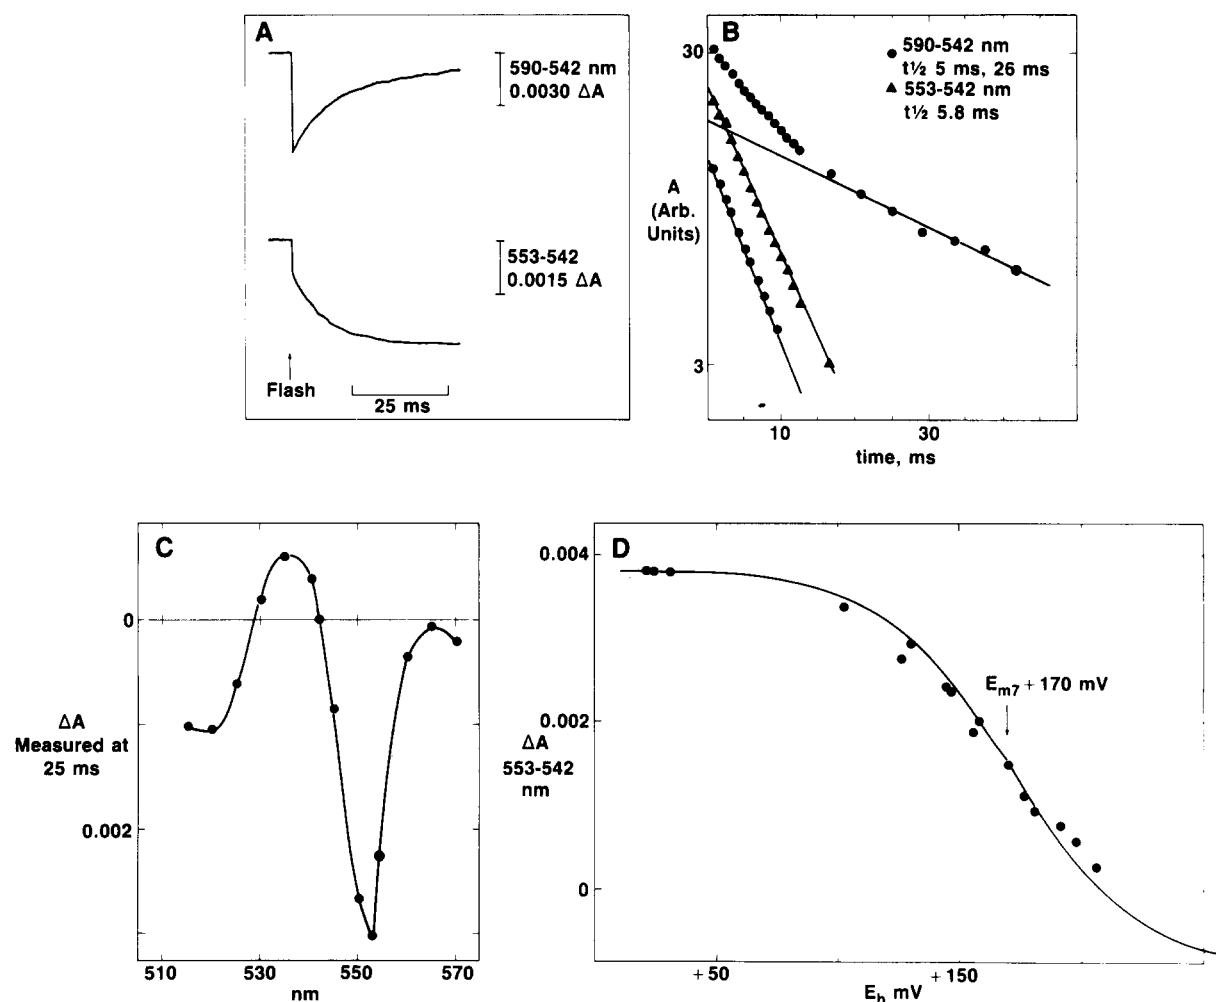 A
590-542 nm
0.0030 ΔA
553-542
0.0015 ΔA
Flash
25 ms
B
30
590-542 nm
t½ 5 ms, 26 ms
553-542 nm
t½ 5.8 ms
A
(Arb.
Units)
3
10
30
time, ms
C
0
ΔA
Measured at
25 ms
0.002
510
530
550
570
nm
D
0.004
Em7 + 170 mV
0.002
ΔA
553-542
nm
0
+50
+150
Eh mV